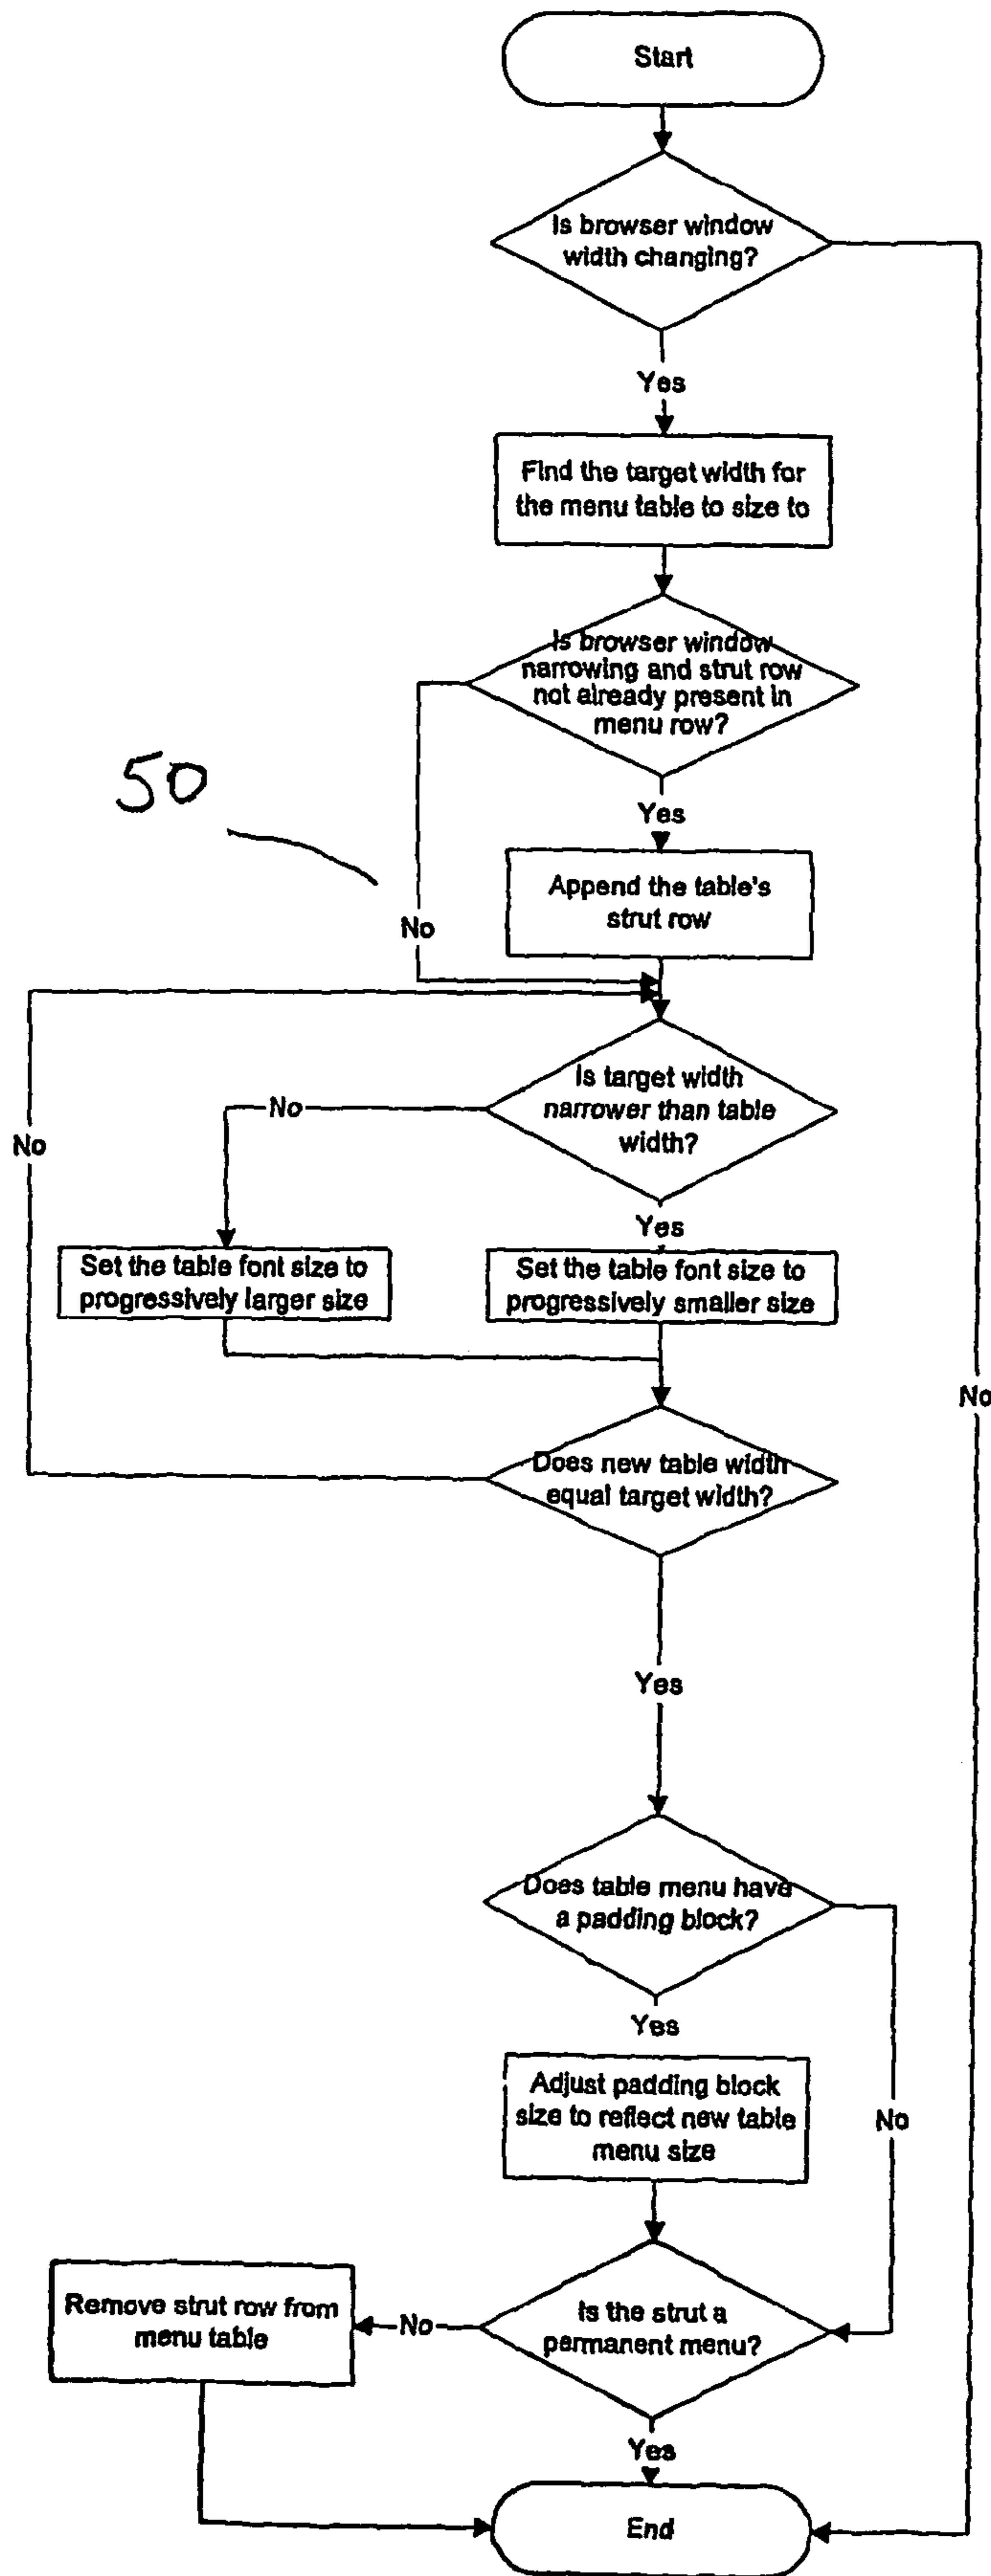 Start
Is browser window
width changing?
Yes
Find the target width for
the menu table to size to
Is browser window
narrowing and strut row
not already present in
menu row?
50
Yes
Append the table's
strut row
No
Is target width
narrower than table
width?
No
No
Yes
Set the table font size to
progressively larger size
Set the table font size to
progressively smaller size
No
Does new table width
equal target width?
Yes
Does table menu have
a padding block?
Yes
Adjust padding block
size to reflect new table
menu size
No
Remove strut row from
menu table
No
Is the strut a
permanent menu?
Yes
End